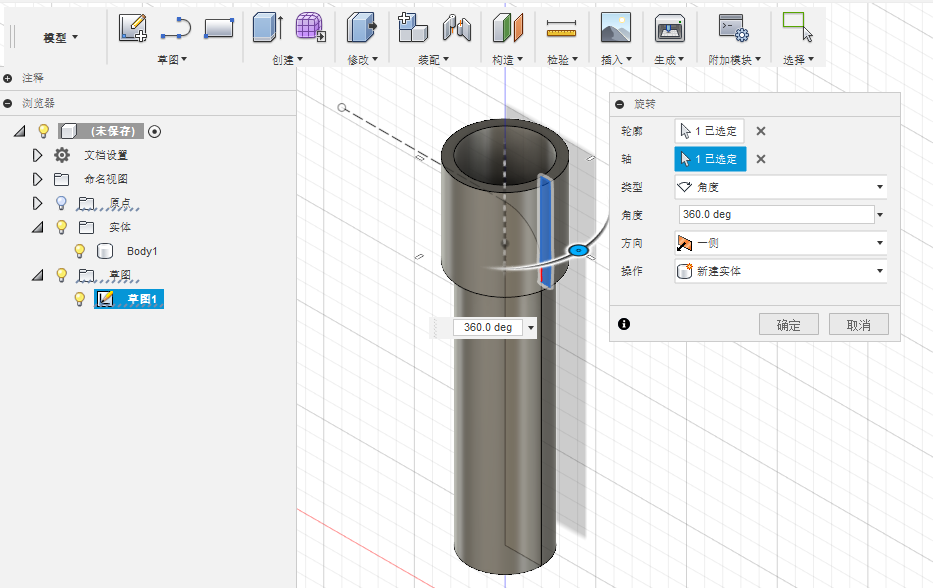 模型
草图 创建 修改 装配 构造 检验 插入 生成 附加模块 选择
注释
浏览器
(未保存)
文档设置
命名视图
原点
实体
Body1
草图
草图1
360.0 deg
旋转
轮廓 1 已选定
轴 1 已选定
类型 角度
角度 360.0 deg
方向 一侧
操作 新建实体
确定 取消